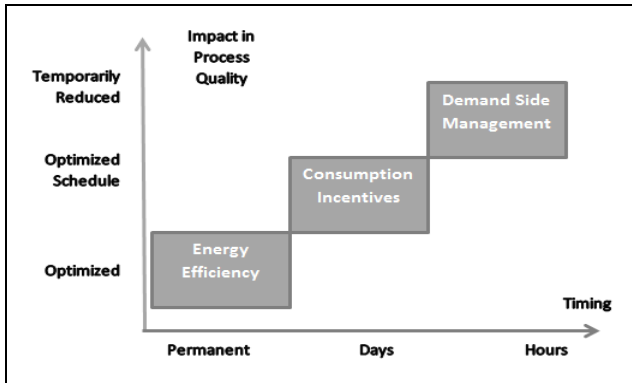 Impact in
Process
Quality
Temporarily
Reduced
Demand Side
Management
Optimized
Schedule
Consumption
Incentives
Optimized
Energy
Efficiency
Timing
Permanent
Days
Hours